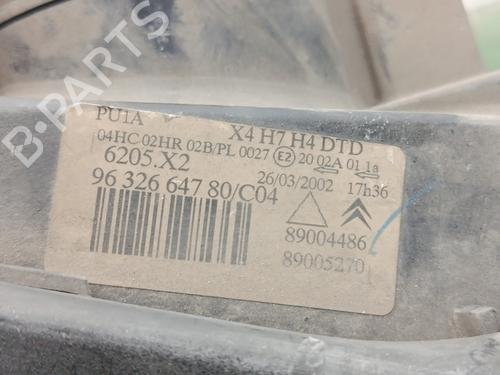 B-PARTS
PU1A X4 H7 H4 DTD
04HC 02HR 02B/PL 0027 E2 20 02A 01 1a
6205.X2 26/03/2002 17h36
96 326 647 80/C04
89004486
89005270